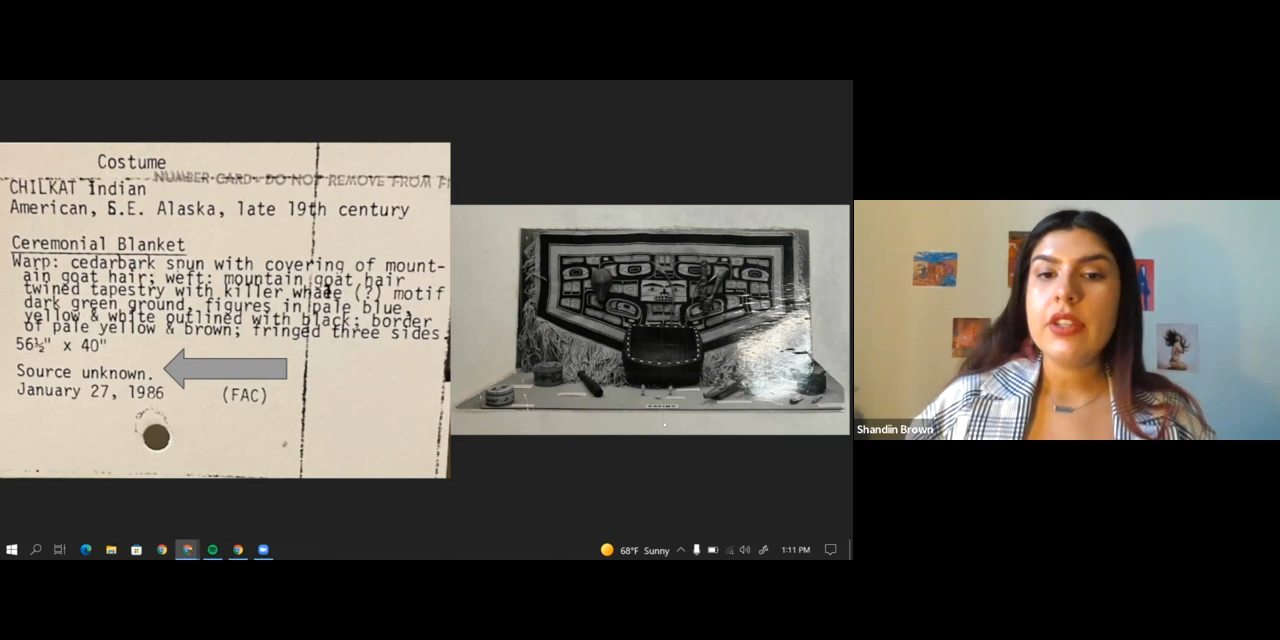 Costume
NUMBER CARD - DO NOT REMOVE FROM
CHILKAT Indian
American, S.E. Alaska, late 19th century
Ceremonial Blanket
Warp: cedarbark spun with covering of mount-
ain goat hair; weft: mountain goat hair
twined tapestry with killer whale (?) motif
dark green ground, figures in pale blue,
yellow & white outlined with black; border
of pale yellow & brown; fringed three sides.
56½" x 40"
Source unknown.
January 27, 1986 (FAC)
Shandiin Brown
68°F Sunny
1:11 PM